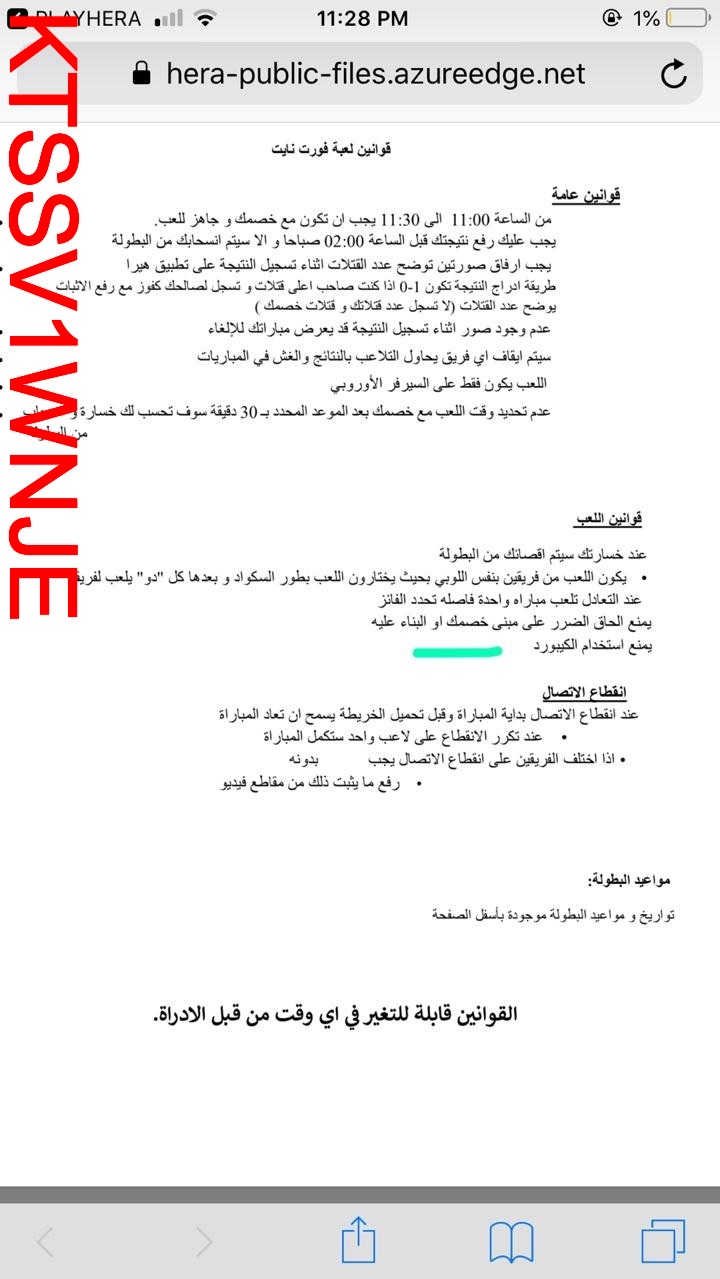 PLAYHERA
11:28 PM
1%
hera-public-files.azureedge.net
KTSSV1WNJE
قوانين لعبة فورت نايت
قوانين عامة
من الساعة 11:00 الى 11:30 يجب ان تكون مع خصمك و جاهز للعب.
يجب عليك رفع نتيجتك قبل الساعة 02:00 صباحا و الا سيتم انسحابك من البطولة
يجب ارفاق صورتين توضح عدد القتلات اثناء تسجيل النتيجة على تطبيق هيرا
طريقة ادراج النتيجة تكون 1-0 اذا كنت صاحب اعلى قتلات و تسجل لصالحك كفوز مع رفع الاثبات
يوضح عدد القتلات (لا تسجل عدد قتلاتك و قتلات خصمك )
عدم وجود صور اثناء تسجيل النتيجة قد يعرض مباراتك للإلغاء
سيتم ايقاف اي فريق يحاول التلاعب بالنتائج والغش في المباريات
اللعب يكون فقط على السيرفر الأوروبي
عدم تحديد وقت اللعب مع خصمك بعد الموعد المحدد بـ 30 دقيقة سوف تحسب لك خسارة و
من
قوانين اللعب
عند خسارتك سيتم اقصائك من البطولة
• يكون اللعب من فريقين بنفس اللوبي بحيث يختارون اللعب بطور السكواد و بعدها كل "دو" يلعب
عند التعادل تلعب مباراه واحدة فاصله تحدد الفائز
يمنع الحاق الضرر على مبنى خصمك او البناء عليه
يمنع استخدام الكيبورد
انقطاع الاتصال
عند انقطاع الاتصال بداية المباراة وقبل تحميل الخريطة يسمح ان تعاد المباراة
• عند تكرر الانقطاع على لاعب واحد ستكمل المباراة
• اذا اختلف الفريقين على انقطاع الاتصال يجب بدونه
• رفع ما يثبت ذلك من مقاطع فيديو
مواعيد البطولة:
تواريخ و مواعيد البطولة موجودة بأسفل الصفحة
القوانين قابلة للتغير في اي وقت من قبل الادراة.